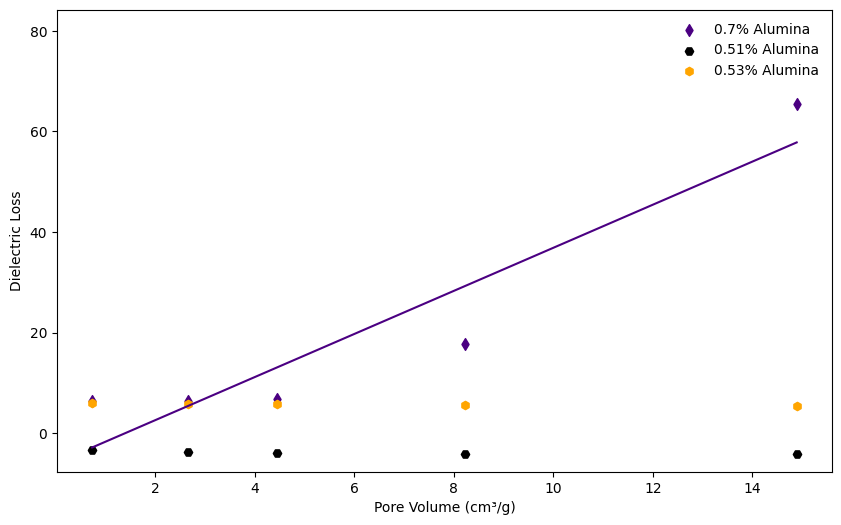 80
60
40
20
0
Dielectric Loss
0.7% Alumina
0.51% Alumina
0.53% Alumina
2 4 6 8 10 12 14
Pore Volume (cm³/g)